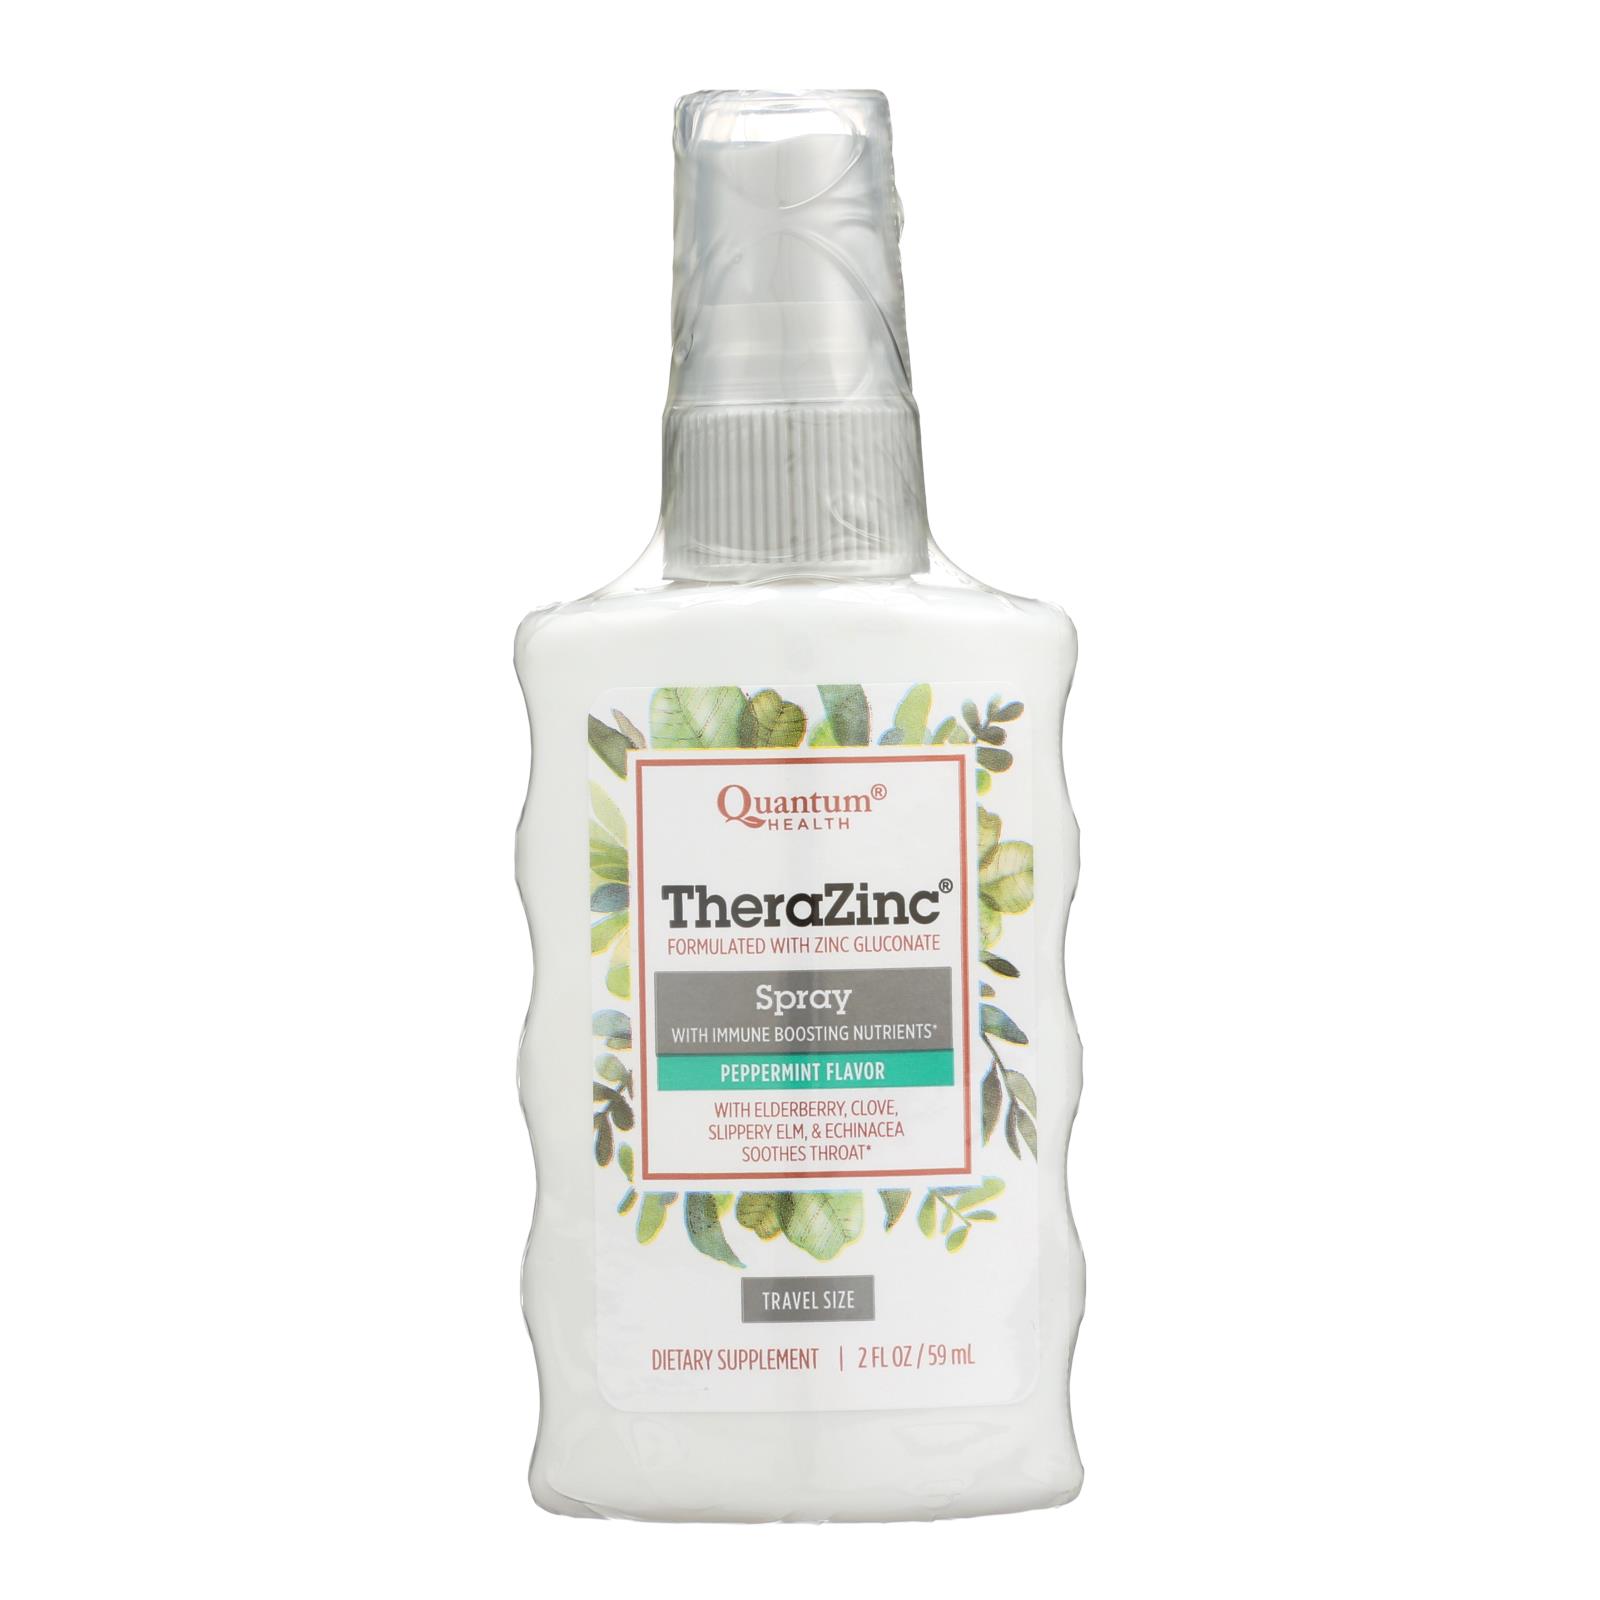 Quantum®
HEALTH
TheraZinc®
FORMULATED WITH ZINC GLUCONATE
Spray
WITH IMMUNE BOOSTING NUTRIENTS*
PEPPERMINT FLAVOR
WITH ELDERBERRY, CLOVE,
SLIPPERY ELM, & ECHINACEA
SOOTHES THROAT*
TRAVEL SIZE
DIETARY SUPPLEMENT | 2 FL OZ / 59 mL